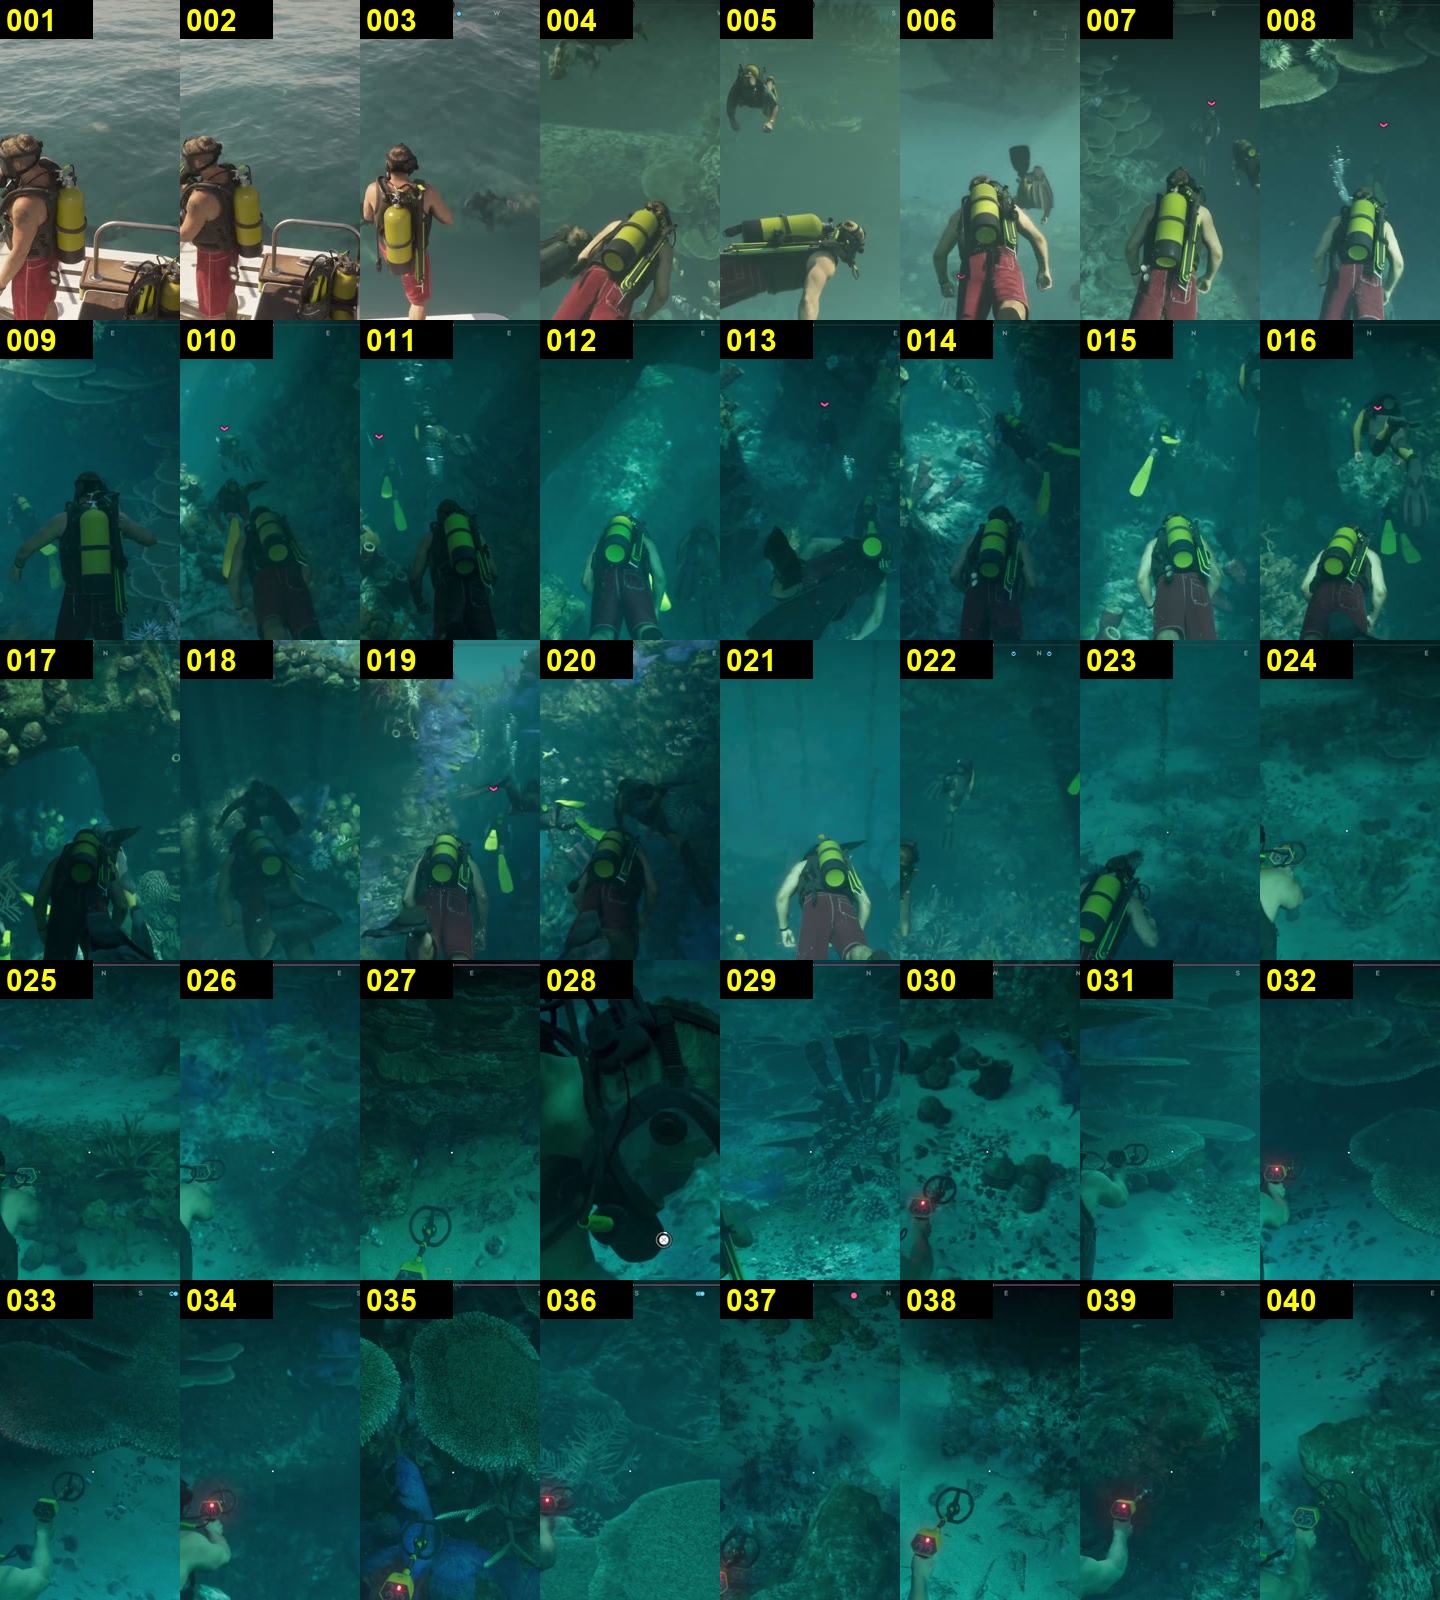 001 002 003 004 005 006 007 008
W S E E E
009 010 011 012 013 014 015 016
E E E E E N N N
017 018 019 020 021 022 023 024
N N E E N E E
025 026 027 028 029 030 031 032
N E E N W N S E
033 034 035 036 037 038 039 040
S S S S N E S E